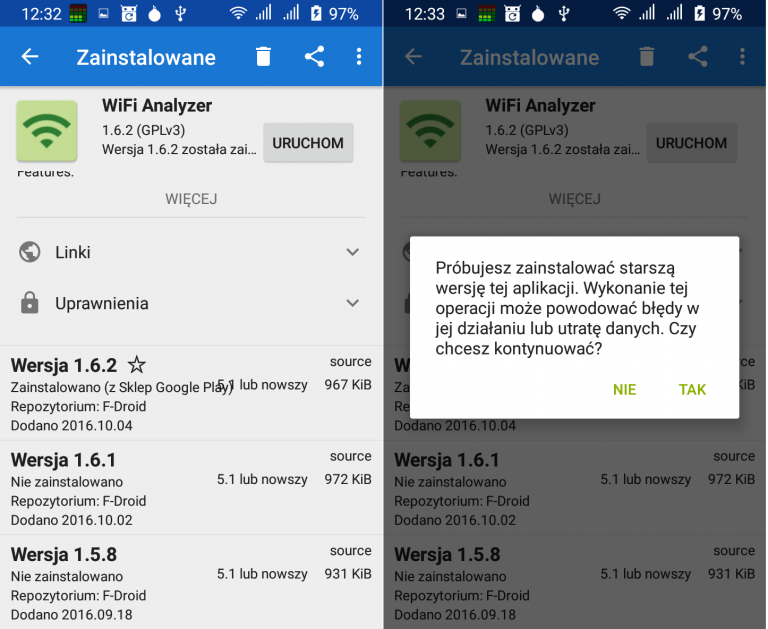 12:32
97%
Zainstalowane
WiFi Analyzer
1.6.2 (GPLv3)
Wersja 1.6.2 została zai...
URUCHOM
Features:
WIĘCEJ
Linki
Uprawnienia
Wersja 1.6.2
source
Zainstalowano (z Sklep Google Play)
5.1 lub nowszy
967 KiB
Repozytorium: F-Droid
Dodano 2016.10.04
Wersja 1.6.1
source
Nie zainstalowano
5.1 lub nowszy
972 KiB
Repozytorium: F-Droid
Dodano 2016.10.02
Wersja 1.5.8
source
Nie zainstalowano
5.1 lub nowszy
931 KiB
Repozytorium: F-Droid
Dodano 2016.09.18
12:33
97%
Zainstalowane
WiFi Analyzer
1.6.2 (GPLv3)
Wersja 1.6.2 została zai...
URUCHOM
Features:
WIĘCEJ
Próbujesz zainstalować starszą
wersję tej aplikacji. Wykonanie tej
operacji może powodować błędy w
jej działaniu lub utratę danych. Czy
chcesz kontynuować?
NIE
TAK
Dodano 2016.10.04
Wersja 1.6.1
source
Nie zainstalowano
5.1 lub nowszy
972 KiB
Repozytorium: F-Droid
Dodano 2016.10.02
Wersja 1.5.8
source
Nie zainstalowano
5.1 lub nowszy
931 KiB
Repozytorium: F-Droid
Dodano 2016.09.18